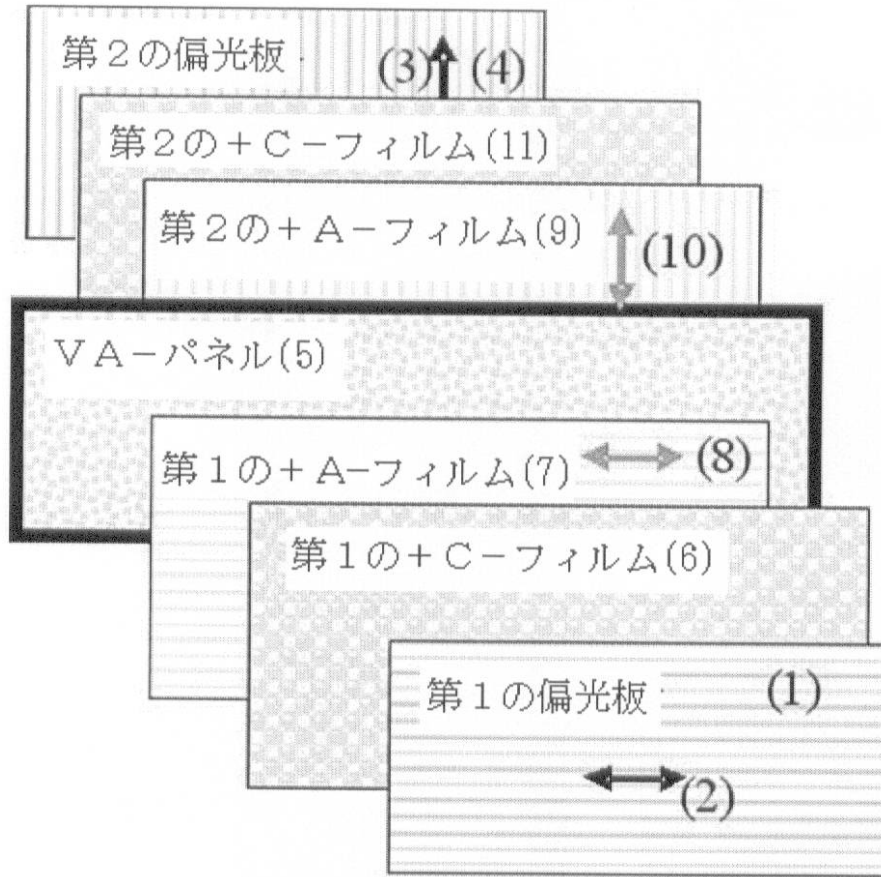 第2の偏光板
(3)
(4)
第2の+C-フィルム(11)
第2の+A-フィルム(9)
(10)
VA-パネル(5)
第1の+A-フィルム(7)
(8)
第1の+C-フィルム(6)
第1の偏光板
(1)
(2)